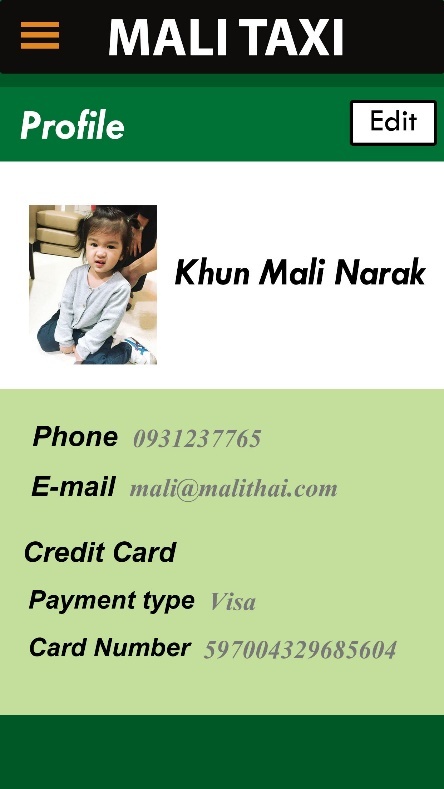 MALI TAXI
Profile
Edit
Khun Mali Narak
Phone 0931237765
E-mail mali@malithai.com
Credit Card
Payment type Visa
Card Number 597004329685604